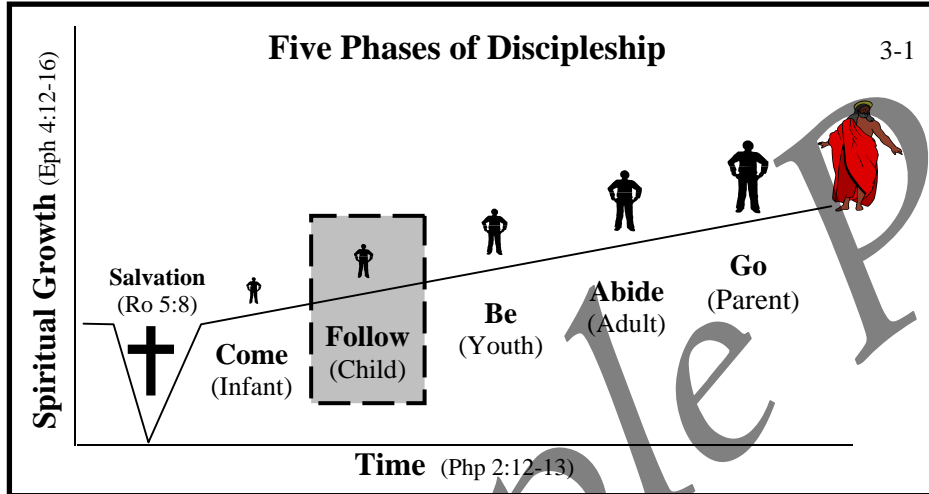 Five Phases of Discipleship
3-1
Spiritual Growth (Eph 4:12-16)
Salvation
(Ro 5:8)
Come
(Infant)
Follow
(Child)
Be
(Youth)
Abide
(Adult)
Go
(Parent)
Time (Php 2:12-13)
ple P